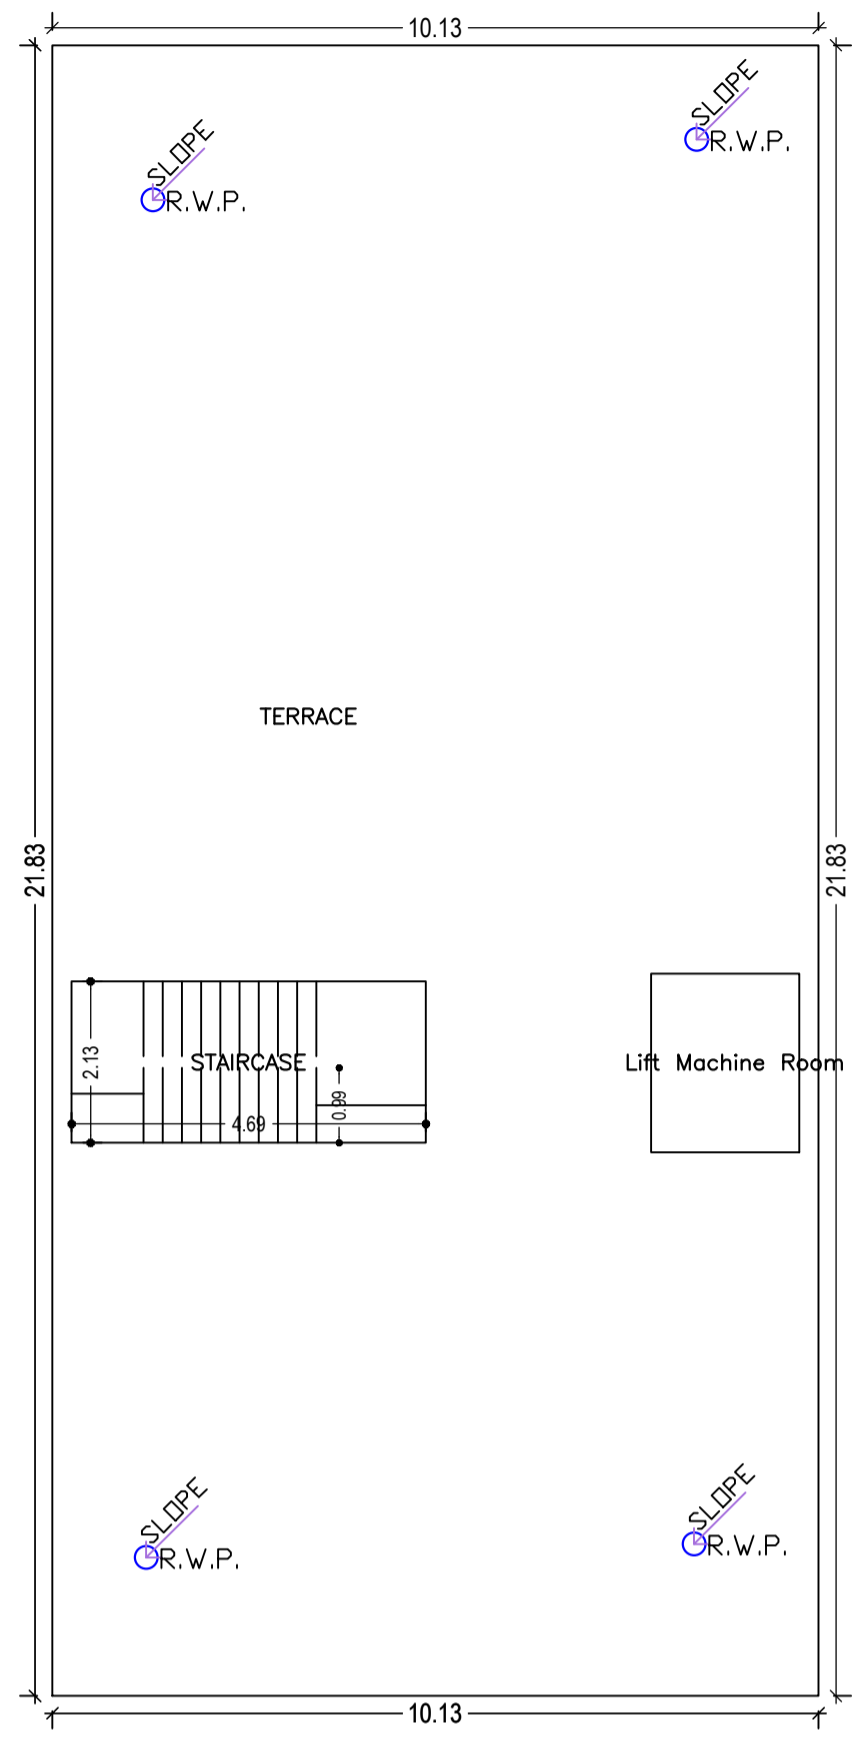 10.13
SLOPE
R.W.P.
SLOPE
R.W.P.
TERRACE
21.83
21.83
2.13
STAIRCASE
0.99
4.69
Lift Machine Room
SLOPE
R.W.P.
SLOPE
R.W.P.
10.13